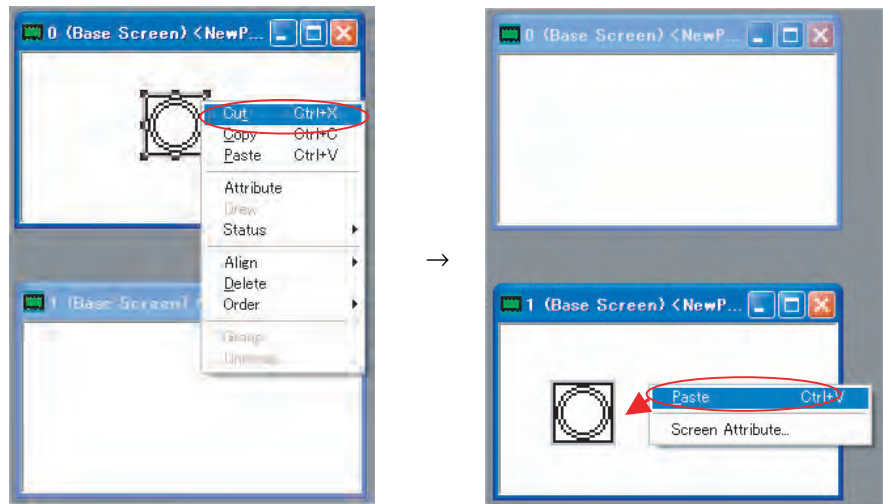 0 (Base Screen) <NewP...
Cut Ctrl+X
Copy Ctrl+C
Paste Ctrl+V
Attribute
Draw
Status
Align
Delete
Order
Group
Ungroup
1 (Base Screen)
→
0 (Base Screen) <NewP...
1 (Base Screen) <NewP...
Paste Ctrl+V
Screen Attribute...